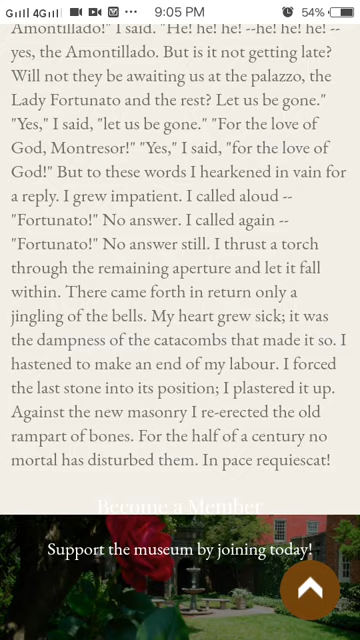 4G 9:05 PM 54%
Amontillado!" I said. "He! he! he! --he! he! he! --
yes, the Amontillado. But is it not getting late?
Will not they be awaiting us at the palazzo, the
Lady Fortunato and the rest? Let us be gone."
"Yes," I said, "let us be gone." "For the love of
God, Montresor!" "Yes," I said, "for the love of
God!" But to these words I hearkened in vain for
a reply. I grew impatient. I called aloud --
"Fortunato!" No answer. I called again --
"Fortunato!" No answer still. I thrust a torch
through the remaining aperture and let it fall
within. There came forth in return only a
jingling of the bells. My heart grew sick; it was
the dampness of the catacombs that made it so. I
hastened to make an end of my labour. I forced
the last stone into its position; I plastered it up.
Against the new masonry I re-erected the old
rampart of bones. For the half of a century no
mortal has disturbed them. In pace requiescat!
Become a Member
Support the museum by joining today!